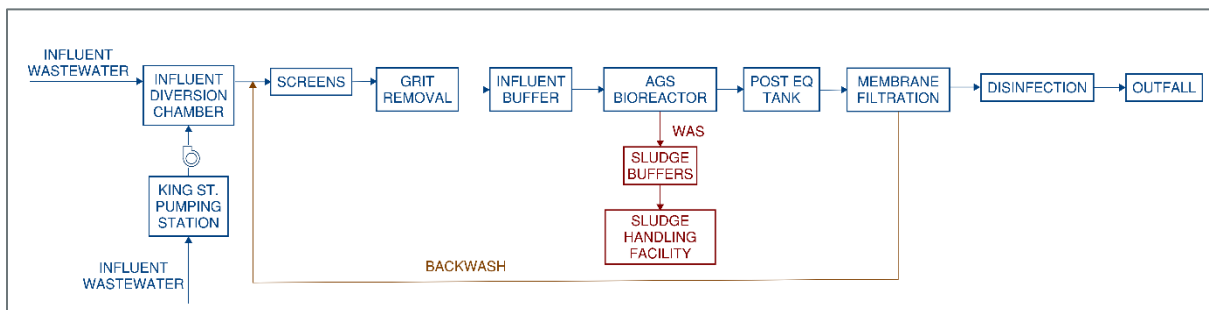 INFLUENT
WASTEWATER
INFLUENT
DIVERSION
CHAMBER
SCREENS
GRIT
REMOVAL
INFLUENT
BUFFER
AGS
BIOREACTOR
POST EQ
TANK
MEMBRANE
FILTRATION
DISINFECTION
OUTFALL
WAS
SLUDGE
BUFFERS
SLUDGE
HANDLING
FACILITY
KING ST.
PUMPING
STATION
BACKWASH
INFLUENT
WASTEWATER